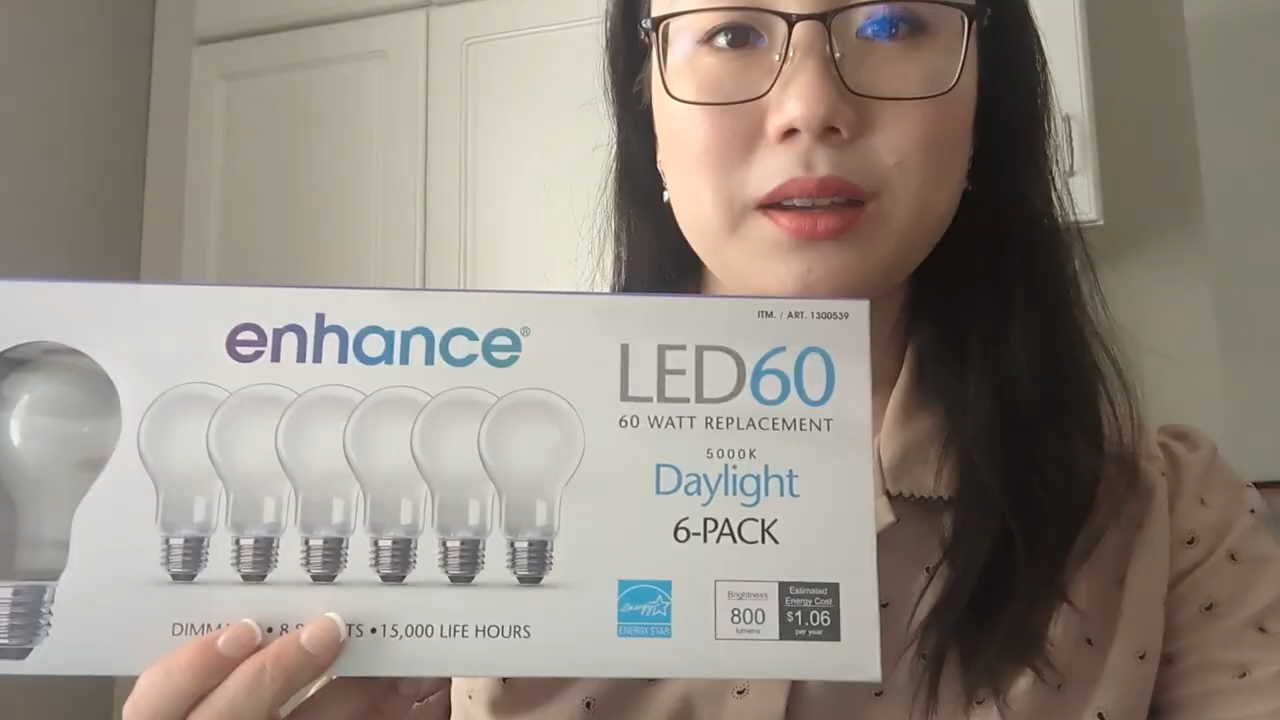 enhance®
ITM. / ART. 1300539
LED60
60 WATT REPLACEMENT
5000K
Daylight
6-PACK
ENERGY STAR
Brightness
800
lumens
Estimated
Energy Cost
$1.06
per year
• 8 • 15,000 LIFE HOURS